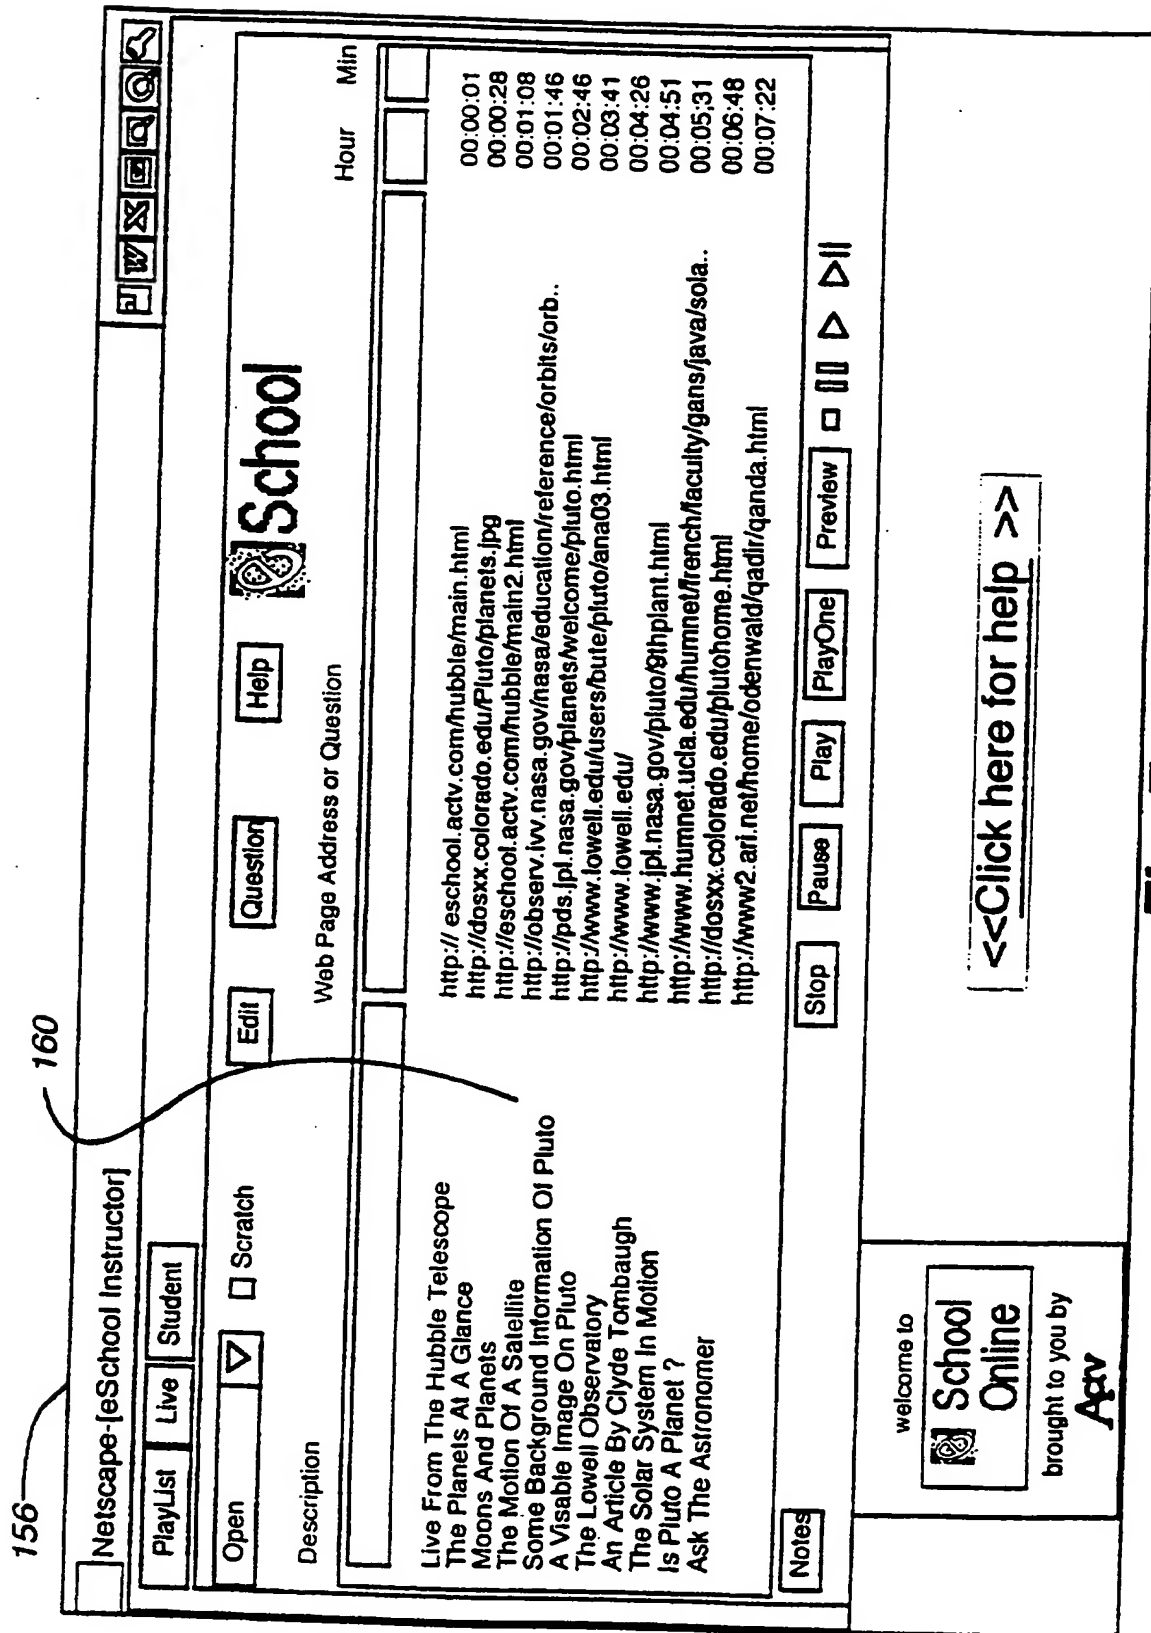 156
160
Netscape-[eSchool Instructor]
PlayList Live Student
Open Scratch Edit Question Help School
Description Web Page Address or Question Hour Min
Live From The Hubble Telescope http:// eschool.actv.com/hubble/main.html 00:00:01
The Planets At A Glance http://dosxx.colorado.edu/Pluto/planets.jpg 00:00:28
Moons And Planets http://eschool.actv.com/hubble/main2.html 00:01:08
The Motion Of A Satellite http://observ.ivv.nasa.gov/nasa/education/reference/orbits/orb.. 00:01:46
Some Background Information Of Pluto http://pds.jpl.nasa.gov/planets/welcome/pluto.html 00:02:46
A Visable Image On Pluto http://www.lowell.edu/users/bute/pluto/ana03.html 00:03:41
The Lowell Observatory http://www.lowell.edu/ 00:04:26
An Article By Clyde Tombaugh http://www.jpl.nasa.gov/pluto/9thplant.html 00:04:51
The Solar System In Motion http://www.humnet.ucla.edu/humnet/french/faculty/gans/java/sola.. 00:05;31
Is Pluto A Planet ? http://dosxx.colorado.edu/plutohome.html 00:06:48
Ask The Astronomer http://www2.ari.net/home/odenwald/qadir/qanda.html 00:07:22
Notes Stop Pause Play PlayOne Preview
welcome to
School
Online
brought to you by
Actv
<<Click here for help >>